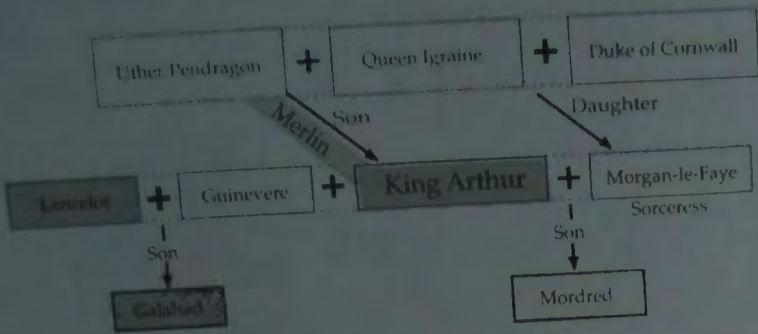 Uther Pendragon + Queen Igraine + Duke of Cornwall
Merlin
Son
Daughter
Lancelot + Guinevere + King Arthur + Morgan-le-Faye
Sorceress
Son
Son
Galahad
Mordred